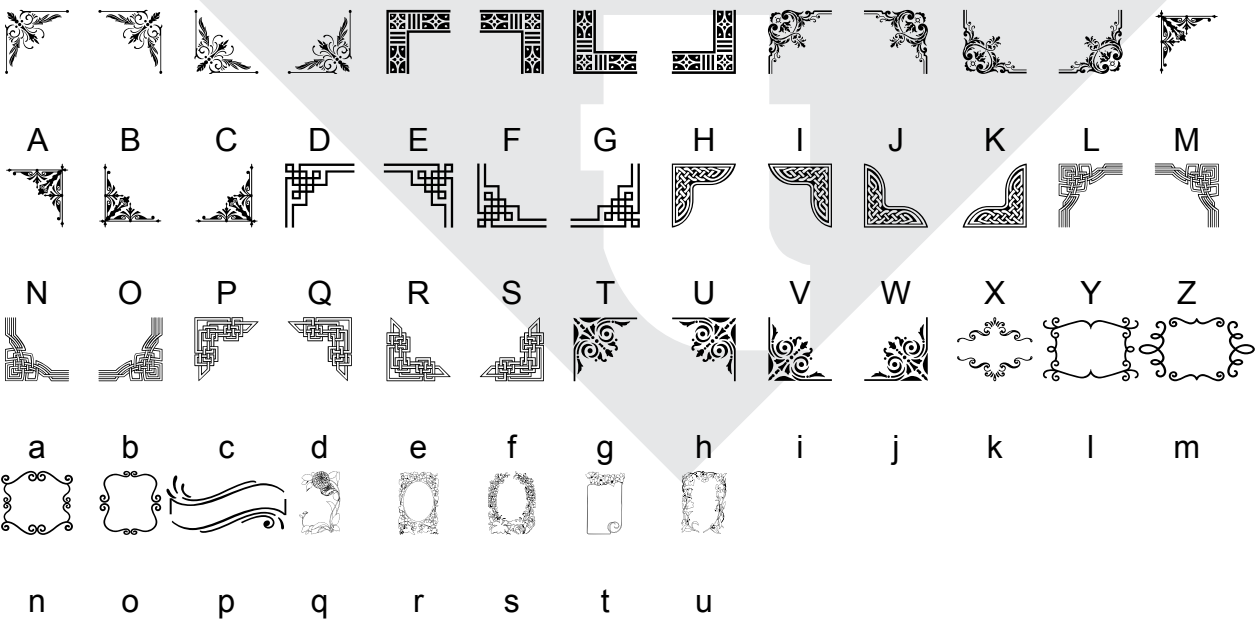 A B C D E F G H I J K L M
N O P Q R S T U V W X Y Z
a b c d e f g h i j k l m
n o p q r s t u